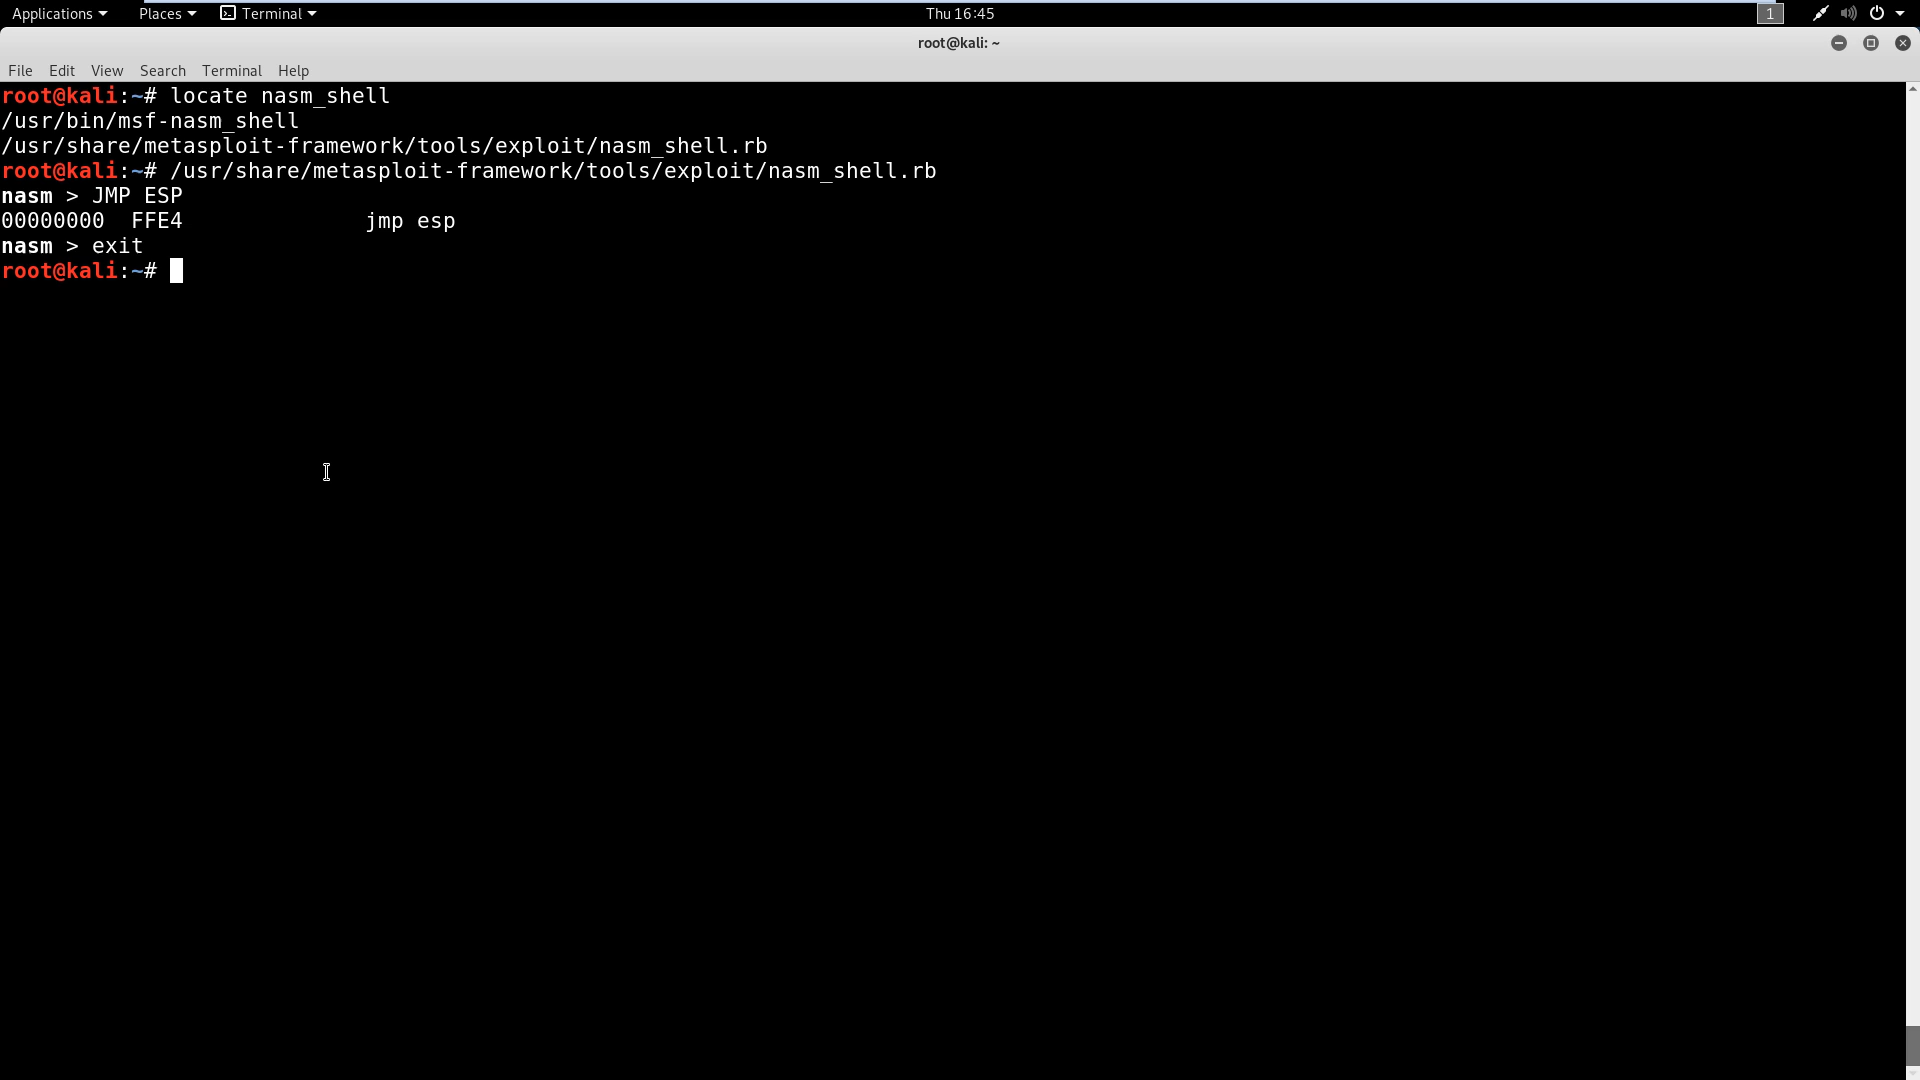 Applications Places Terminal Thu 16:45 1
root@kali: ~
File Edit View Search Terminal Help
root@kali:~# locate nasm_shell
/usr/bin/msf-nasm_shell
/usr/share/metasploit-framework/tools/exploit/nasm_shell.rb
root@kali:~# /usr/share/metasploit-framework/tools/exploit/nasm_shell.rb
nasm > JMP ESP
00000000  FFE4              jmp esp
nasm > exit
root@kali:~#